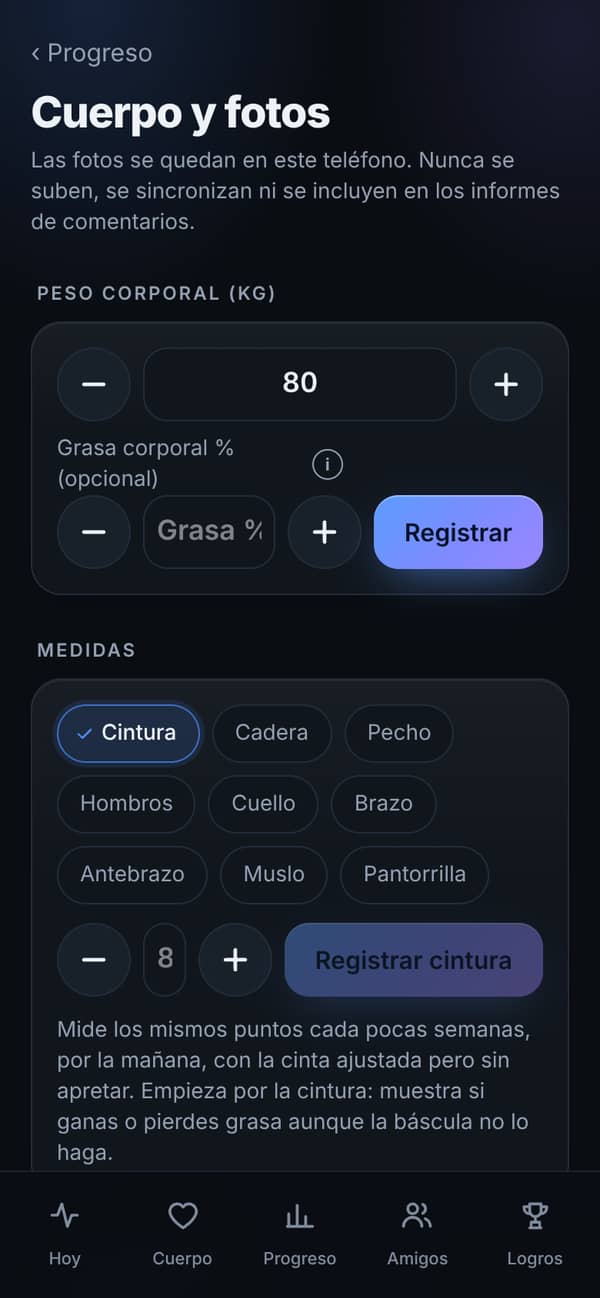 ‹ Progreso
Cuerpo y fotos
Las fotos se quedan en este teléfono. Nunca se
suben, se sincronizan ni se incluyen en los informes
de comentarios.
PESO CORPORAL (KG)
− 80 +
Grasa corporal %
(opcional)
i
− Grasa % + Registrar
MEDIDAS
Cintura Cadera Pecho
Hombros Cuello Brazo
Antebrazo Muslo Pantorrilla
− 8 + Registrar cintura
Mide los mismos puntos cada pocas semanas,
por la mañana, con la cinta ajustada pero sin
apretar. Empieza por la cintura: muestra si
ganas o pierdes grasa aunque la báscula no lo
haga.
Hoy Cuerpo Progreso Amigos Logros